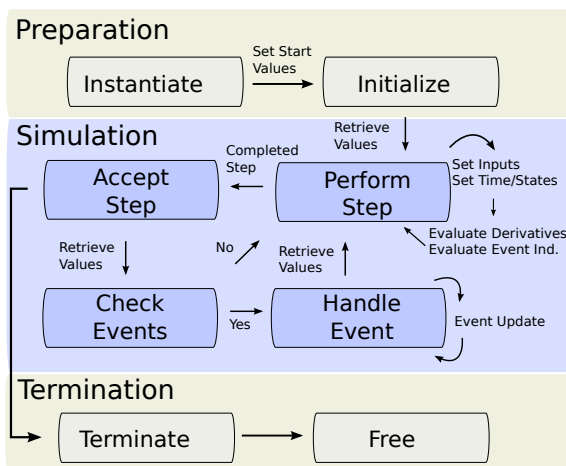 Preparation
Set Start
Values
Instantiate
Initialize
Simulation
Retrieve
Values
Completed
Step
Set Inputs
Set Time/States
Accept
Step
Perform
Step
Evaluate Derivatives
Evaluate Event Ind.
Retrieve
Values
No
Retrieve
Values
Check
Events
Yes
Handle
Event
Event Update
Termination
Terminate
Free